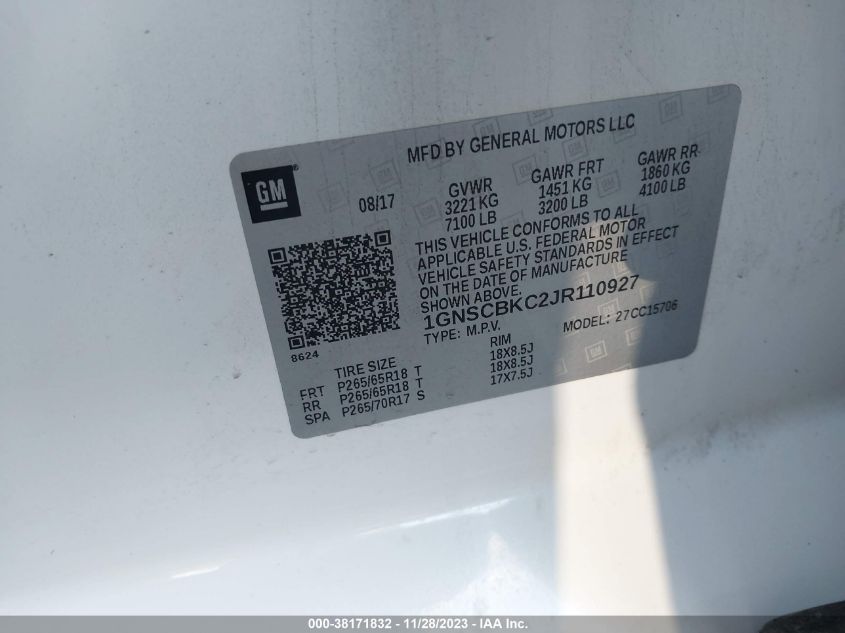 MFD BY GENERAL MOTORS LLC
GM ®
08/17
GVWR
3221 KG
7100 LB
GAWR FRT
1451 KG
3200 LB
GAWR RR
1860 KG
4100 LB
THIS VEHICLE CONFORMS TO ALL
APPLICABLE U.S. FEDERAL MOTOR
VEHICLE SAFETY STANDARDS IN EFFECT
ON THE DATE OF MANUFACTURE
SHOWN ABOVE.
1GNSCBKC2JR110927
TYPE: M.P.V. MODEL: 27CC15706
8624
TIRE SIZE RIM
FRT P265/65R18 T 18X8.5J
RR P265/65R18 T 18X8.5J
SPA P265/70R17 S 17X7.5J
000-38171832 - 11/28/2023 - IAA Inc.